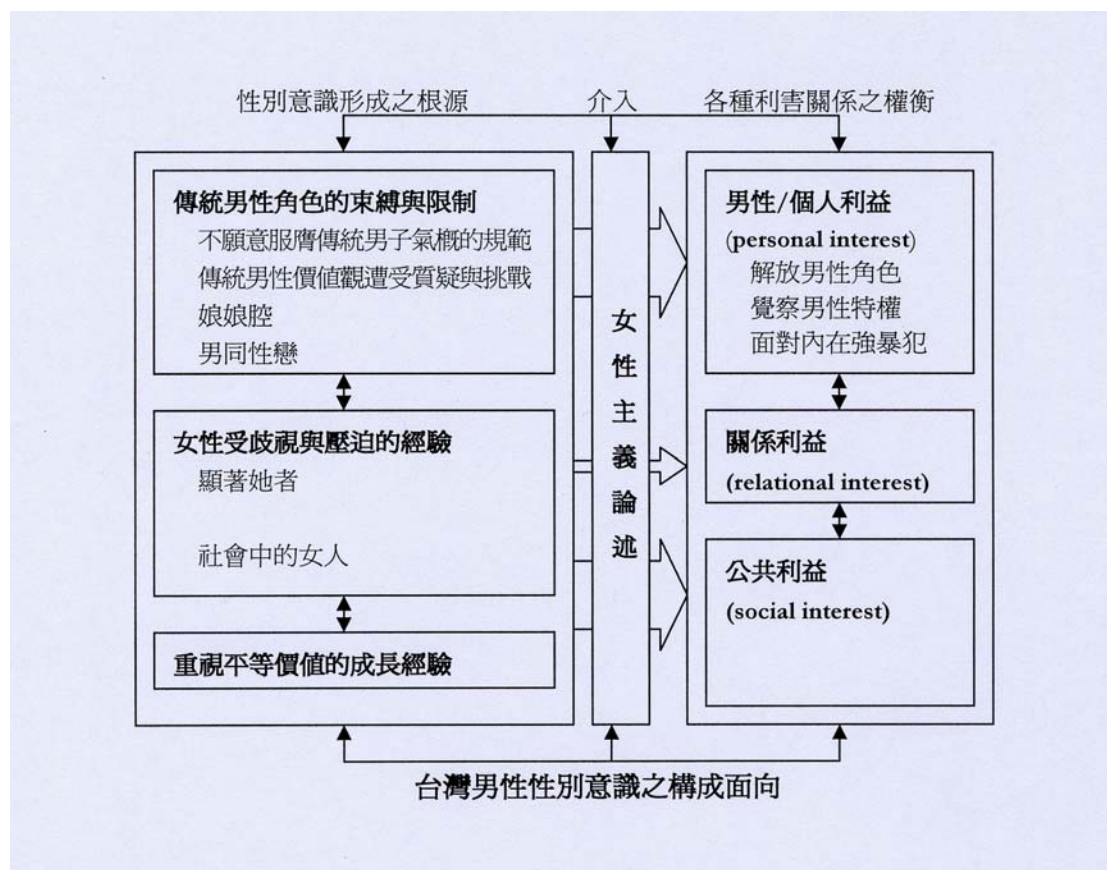 性別意識形成之根源
介入
各種利害關係之權衡
傳統男性角色的束縛與限制
不願意服膺傳統男子氣概的規範
傳統男性價值觀遭受質疑與挑戰
娘娘腔
男同性戀
女性受歧視與壓迫的經驗
顯著她者
社會中的女人
重視平等價值的成長經驗
女性主義論述
男性/個人利益
(personal interest)
解放男性角色
覺察男性特權
面對內在強暴犯
關係利益
(relational interest)
公共利益
(social interest)
台灣男性性別意識之構成面向